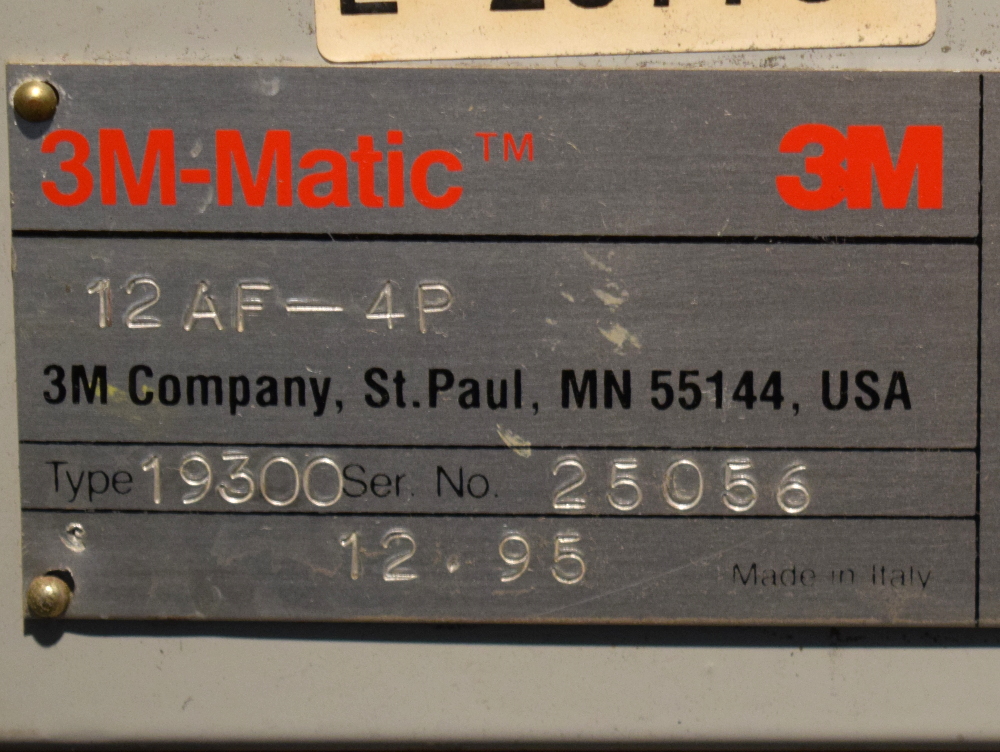 3M-Matic™ 3M
12AF-4P
3M Company, St.Paul, MN 55144, USA
Type 19300 Ser. No. 25056
12.95
Made in Italy